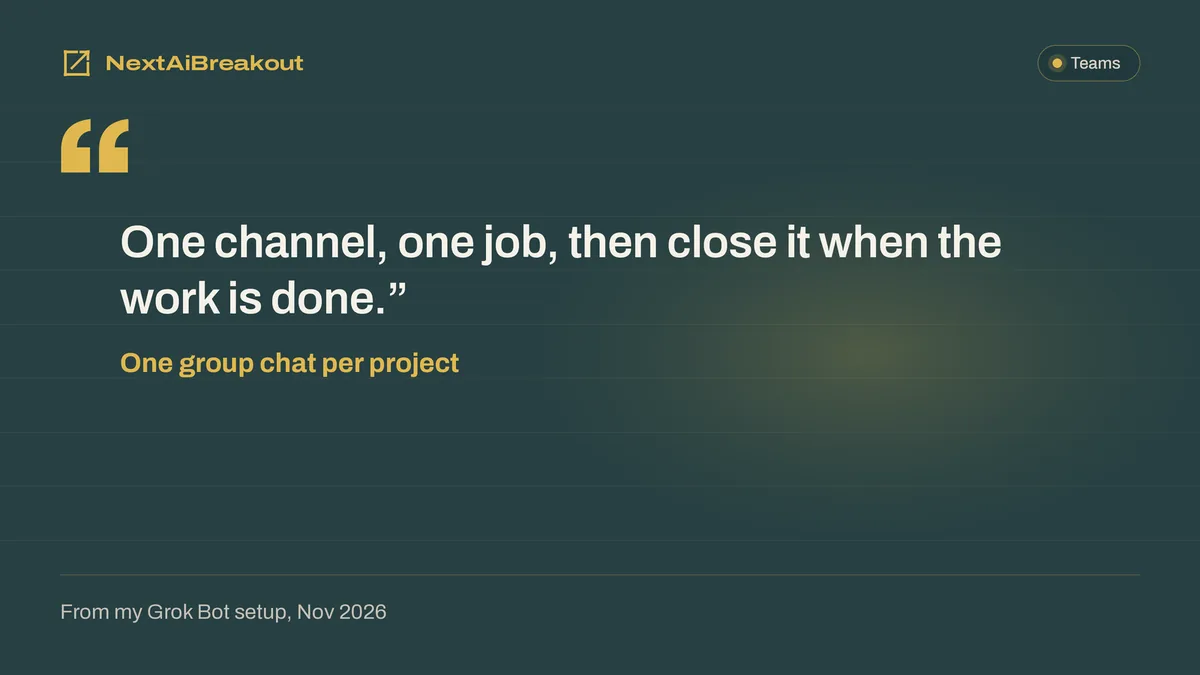 NextAiBreakout
Teams
“
One channel, one job, then close it when the
work is done.”
One group chat per project
From my Grok Bot setup, Nov 2026